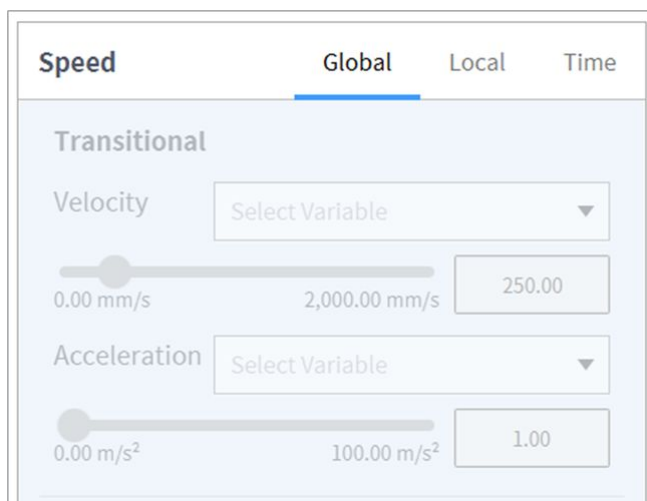 Speed Global Local Time
Transitional
Velocity Select Variable
0.00 mm/s 2,000.00 mm/s 250.00
Acceleration Select Variable
0.00 m/s² 100.00 m/s² 1.00